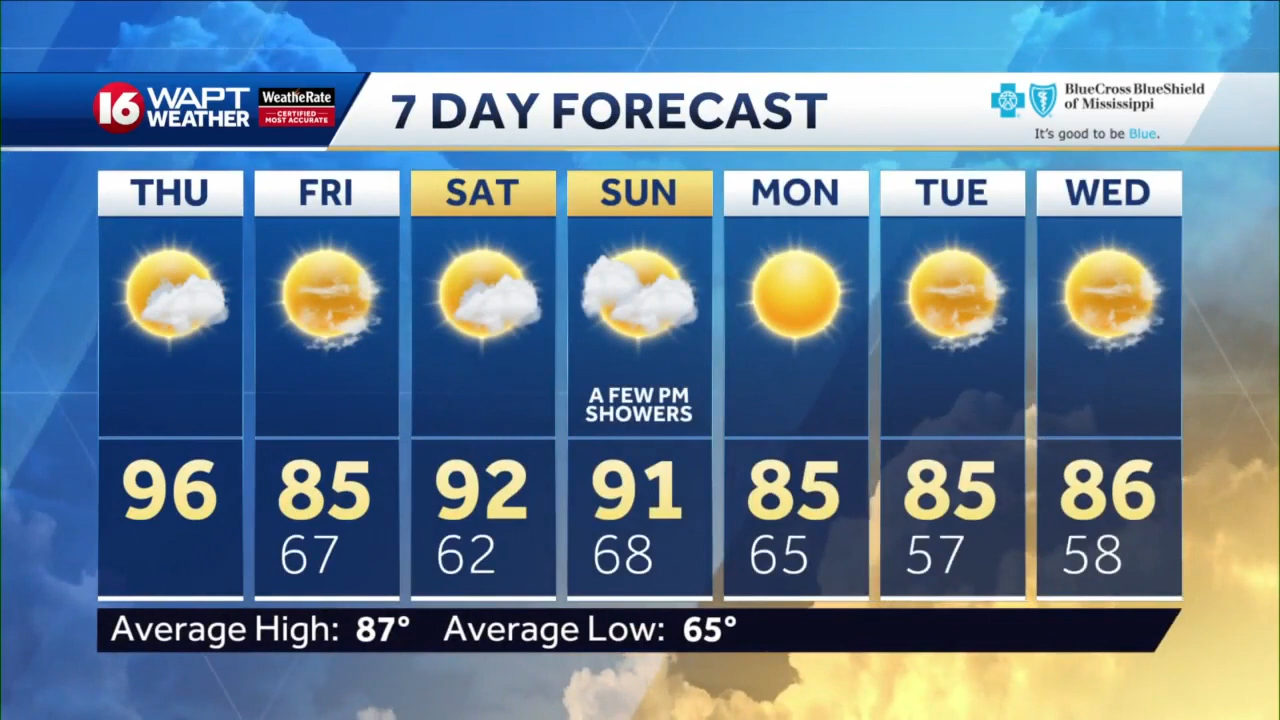 16 WAPT WEATHER
WeatheRate
CERTIFIED
MOST ACCURATE
7 DAY FORECAST
BlueCross BlueShield
of Mississippi
It's good to be Blue.
THU FRI SAT SUN MON TUE WED
A FEW PM
SHOWERS
96 85 92 91 85 85 86
67 62 68 65 57 58
Average High: 87° Average Low: 65°